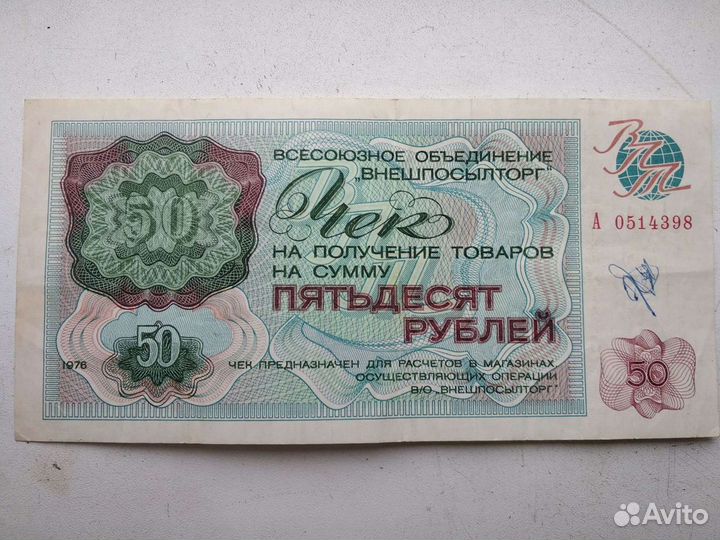 50
ВСЕСОЮЗНОЕ ОБЪЕДИНЕНИЕ
„ВНЕШПОСЫЛТОРГ"
Чек
НА ПОЛУЧЕНИЕ ТОВАРОВ
НА СУММУ
ПЯТЬДЕСЯТ
РУБЛЕЙ
ВПТ
А 0514398
50
1976
ЧЕК ПРЕДНАЗНАЧЕН ДЛЯ РАСЧЕТОВ В МАГАЗИНАХ,
ОСУЩЕСТВЛЯЮЩИХ ОПЕРАЦИИ
В/О „ВНЕШПОСЫЛТОРГ"
50
Avito